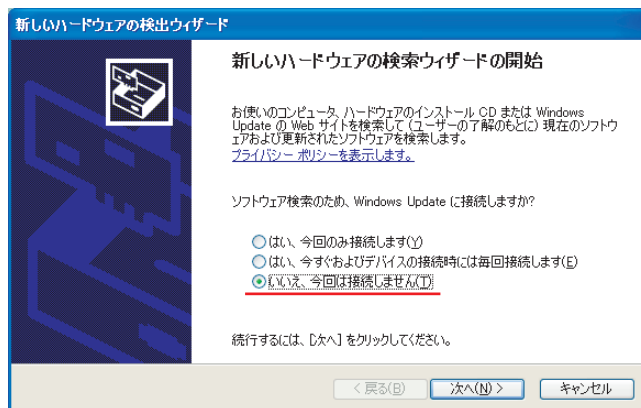 新しいハードウェアの検出ウィザード
新しいハードウェアの検索ウィザードの開始
お使いのコンピュータ、ハードウェアのインストール CD または Windows
Update の Web サイトを検索して (ユーザーの了解のもとに) 現在のソフトウ
ェアおよび更新されたソフトウェアを検索します。
プライバシー ポリシーを表示します。
ソフトウェア検索のため、Windows Update に接続しますか?
はい、今回のみ接続します(Y)
はい、今すぐおよびデバイスの接続時には毎回接続します(E)
いいえ、今回は接続しません(T)
続行するには、[次へ] をクリックしてください。
< 戻る(B)
次へ(N) >
キャンセル